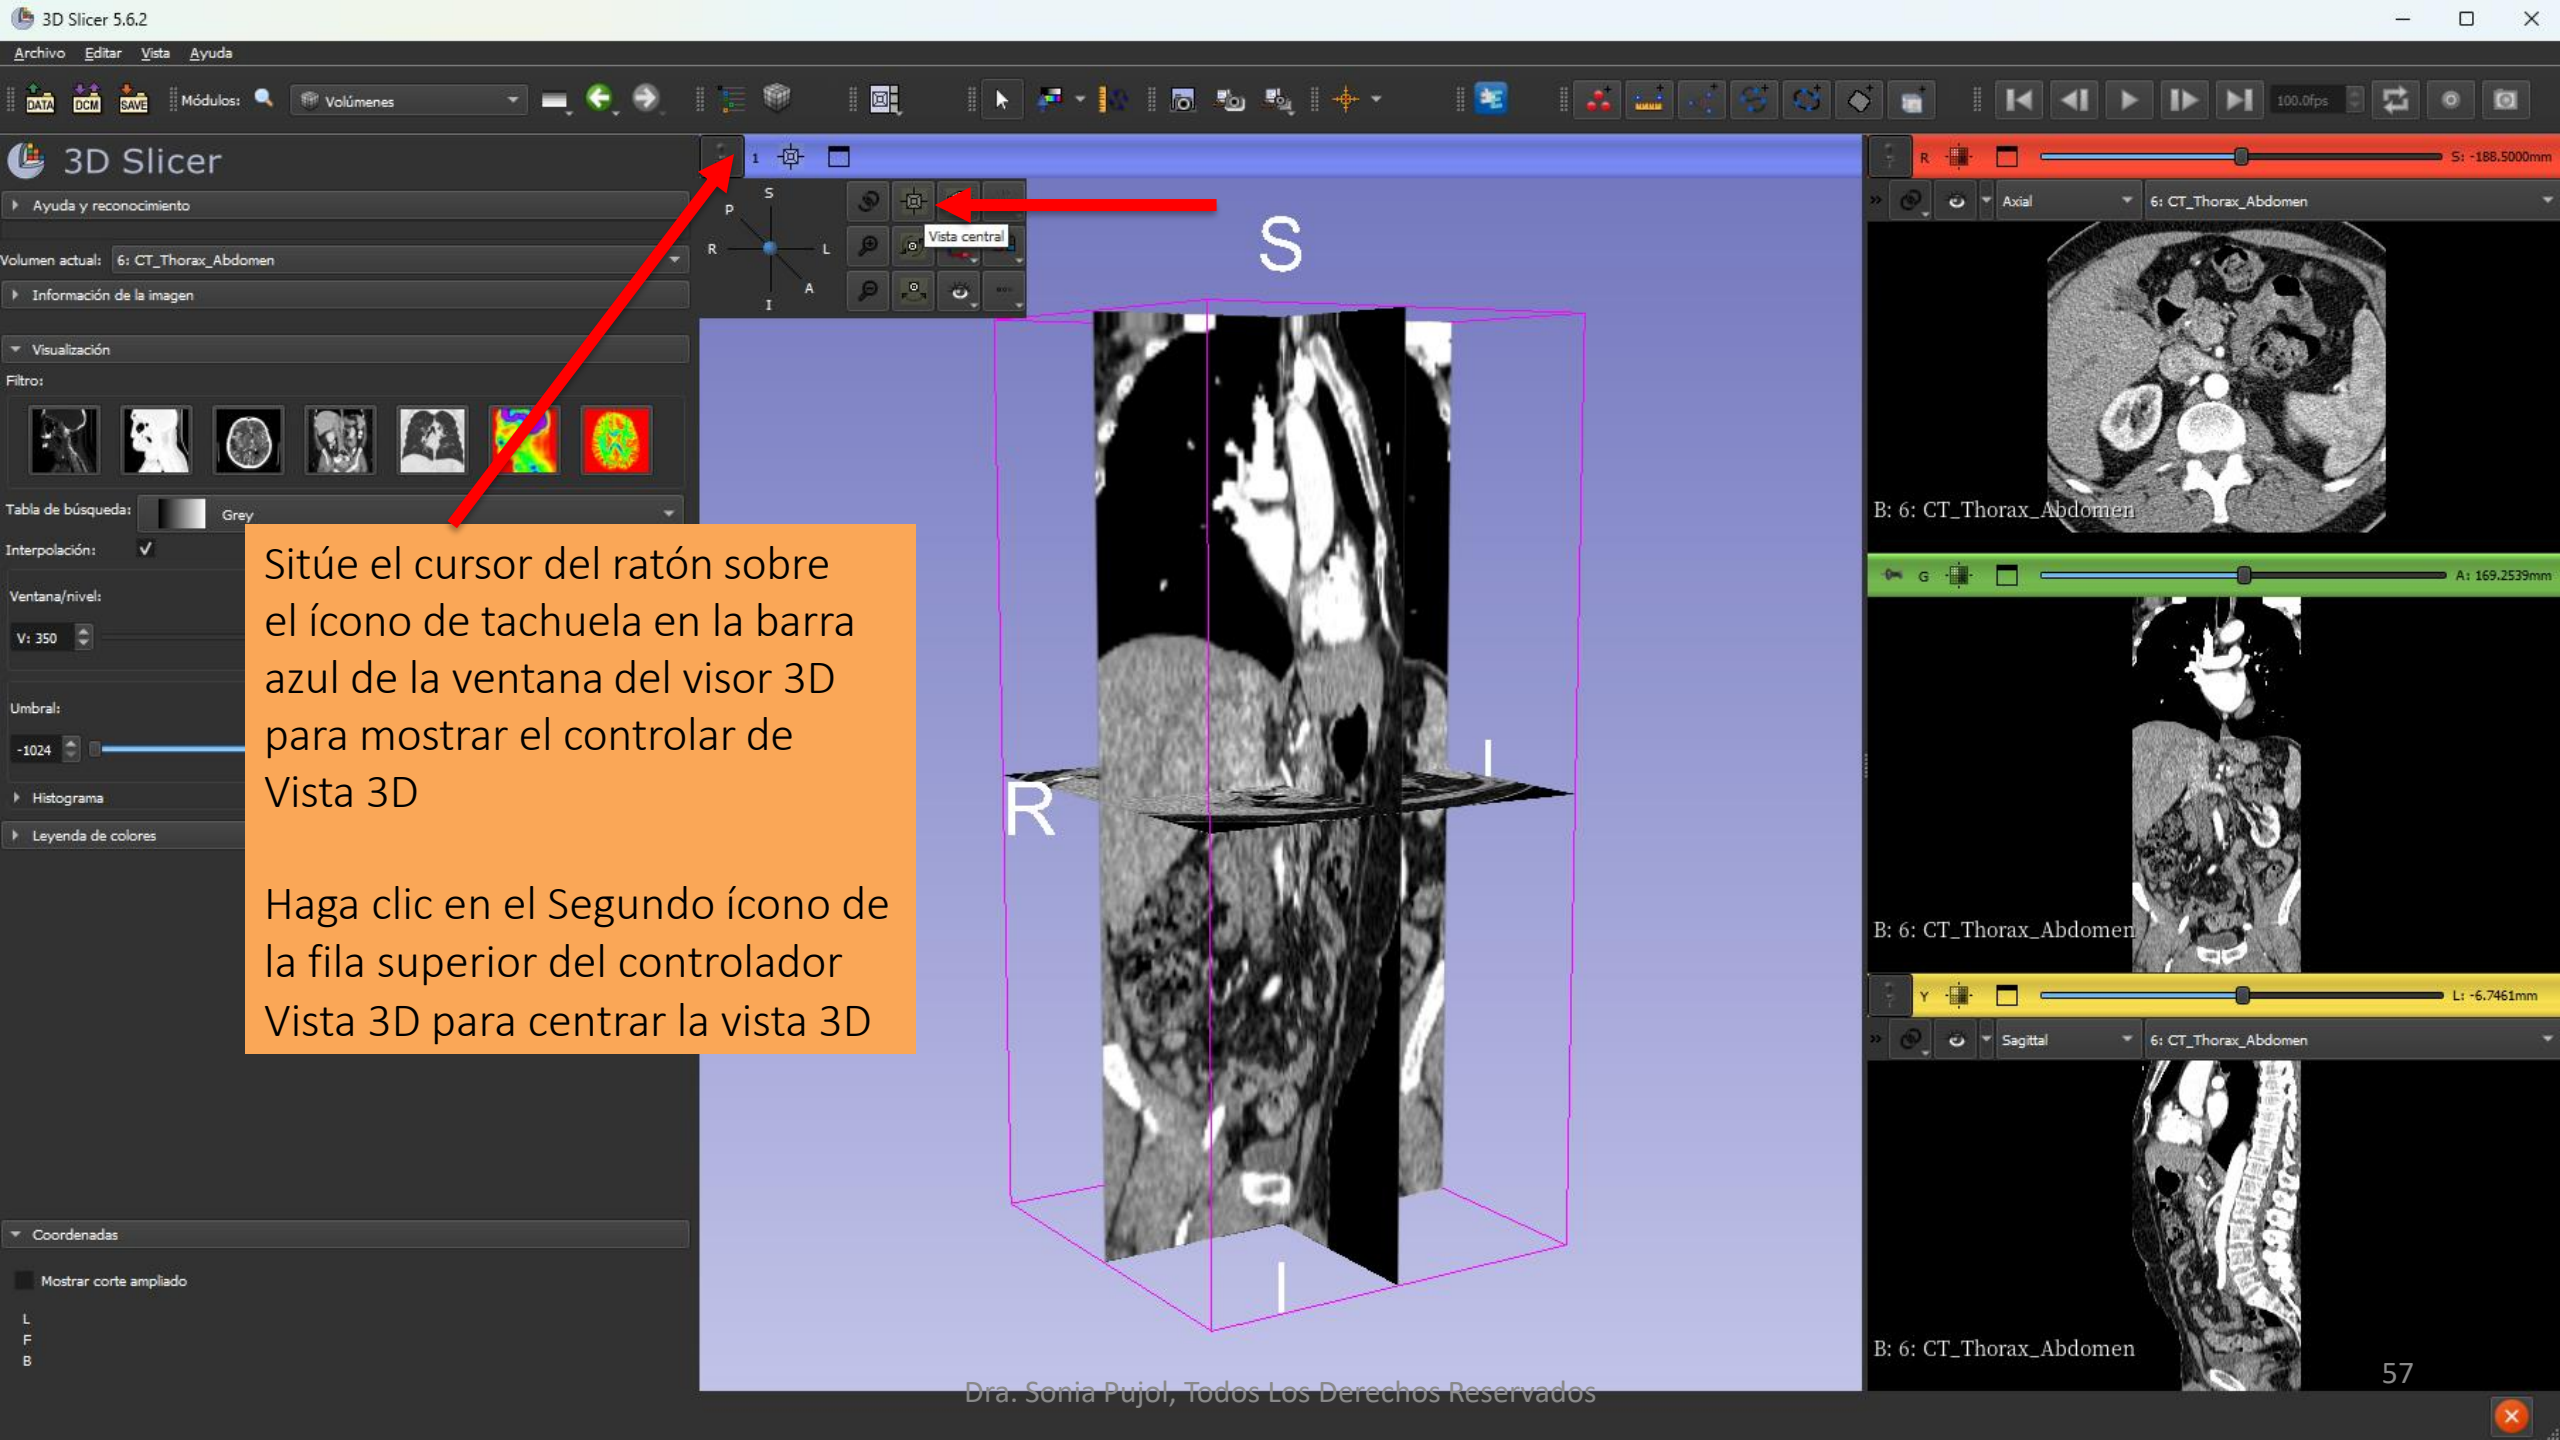 3D Slicer 5.6.2
Archivo Editar Vista Ayuda
DATA DCM SAVE Módulos: Volúmenes 100.0fps
3D Slicer
Ayuda y reconocimiento
Volumen actual: 6: CT_Thorax_Abdomen
Información de la imagen
Visualización
Filtro:
Tabla de búsqueda: Grey
Interpolación:
Ventana/nivel:
V: 350
Umbral:
-1024
Histograma
Leyenda de colores
Sitúe el cursor del ratón sobre
el ícono de tachuela en la barra
azul de la ventana del visor 3D
para mostrar el controlar de
Vista 3D
Haga clic en el Segundo ícono de
la fila superior del controlador
Vista 3D para centrar la vista 3D
Coordenadas
Mostrar corte ampliado
L
F
B
1
S
P
R L
A
I
Vista central
S
R
I
I
R S: -188.5000mm
Axial 6: CT_Thorax_Abdomen
B: 6: CT_Thorax_Abdomen
G A: 169.2539mm
B: 6: CT_Thorax_Abdomen
Y L: -6.7461mm
Sagittal 6: CT_Thorax_Abdomen
B: 6: CT_Thorax_Abdomen
57
Dra. Sonia Pujol, Todos Los Derechos Reservados